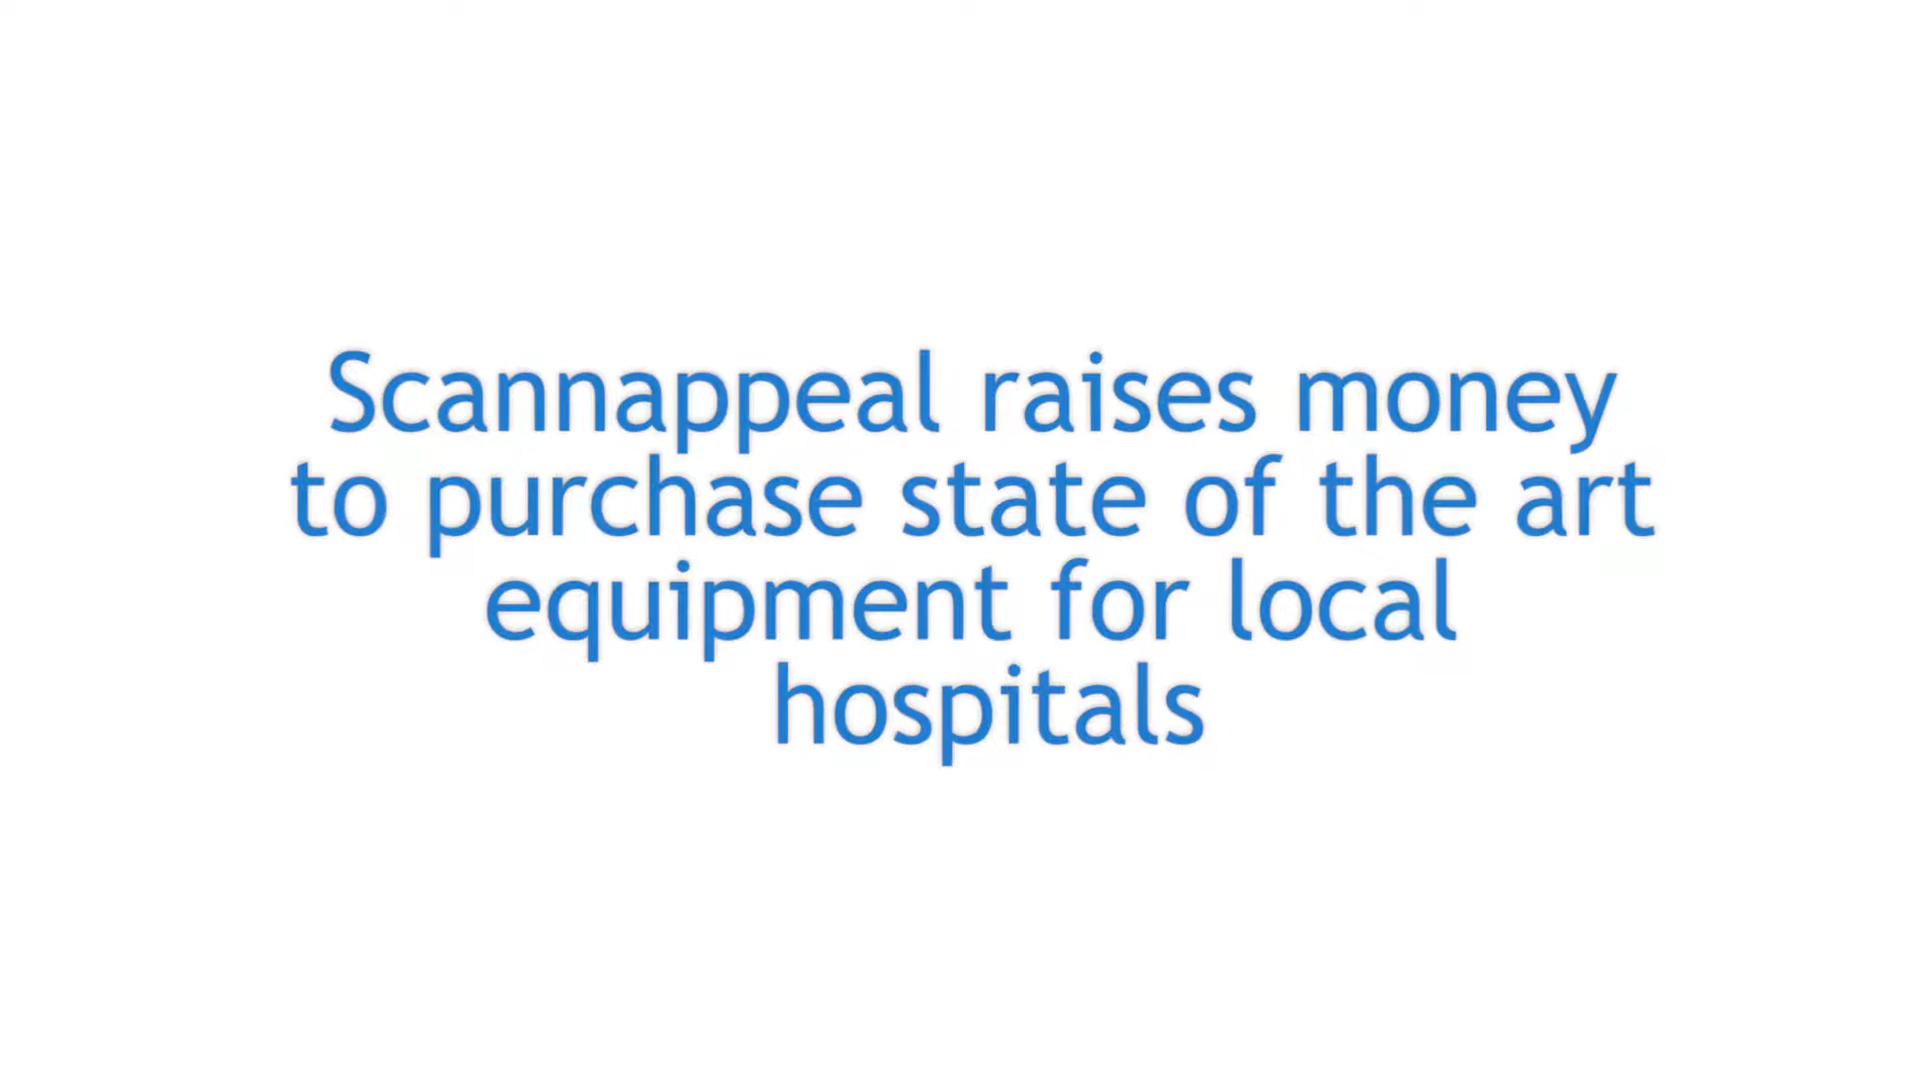 Scannappeal raises money
to purchase state of the art
equipment for local
hospitals